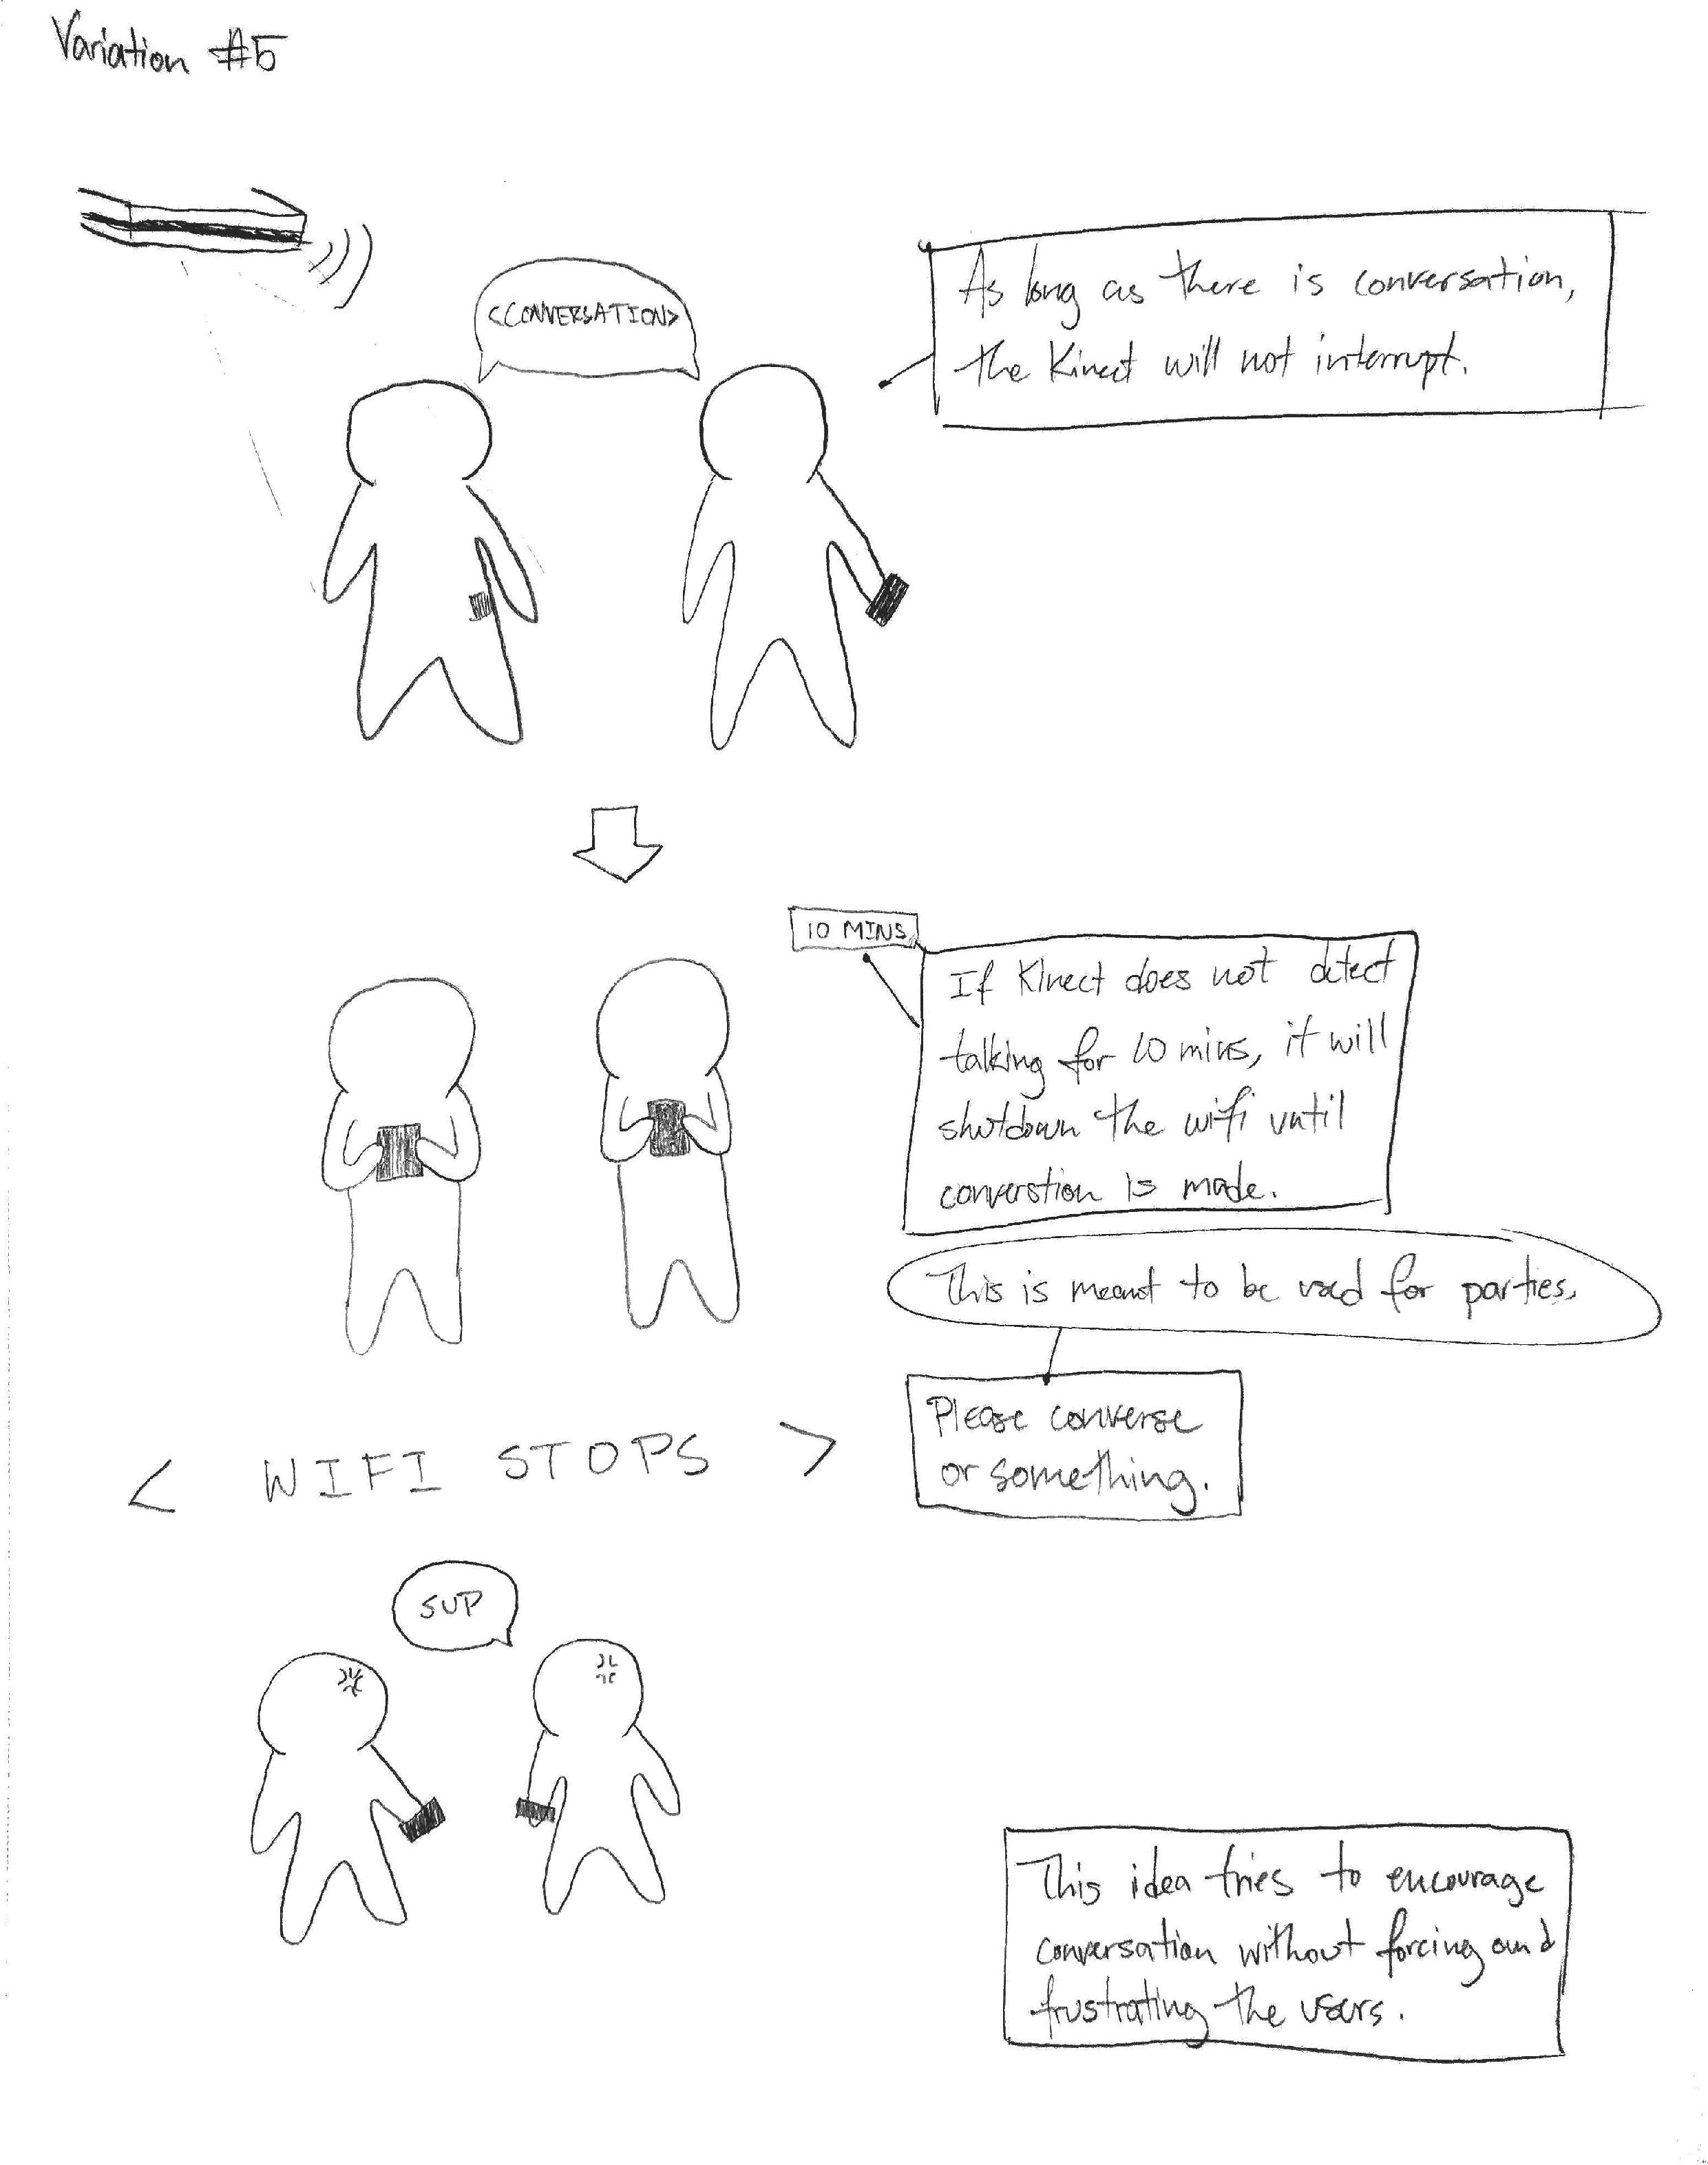 Variation #5
<CONVERSATION>
As long as there is conversation,
the Kinect will not interrupt.
10 MINS
If Kinect does not detect
talking for 10 mins, it will
shutdown the wifi until
converstion is made.
This is meant to be used for parties.
Please converse
or something.
< WIFI STOPS >
SUP
This idea tries to encourage
conversation without forcing and
frustrating the users.